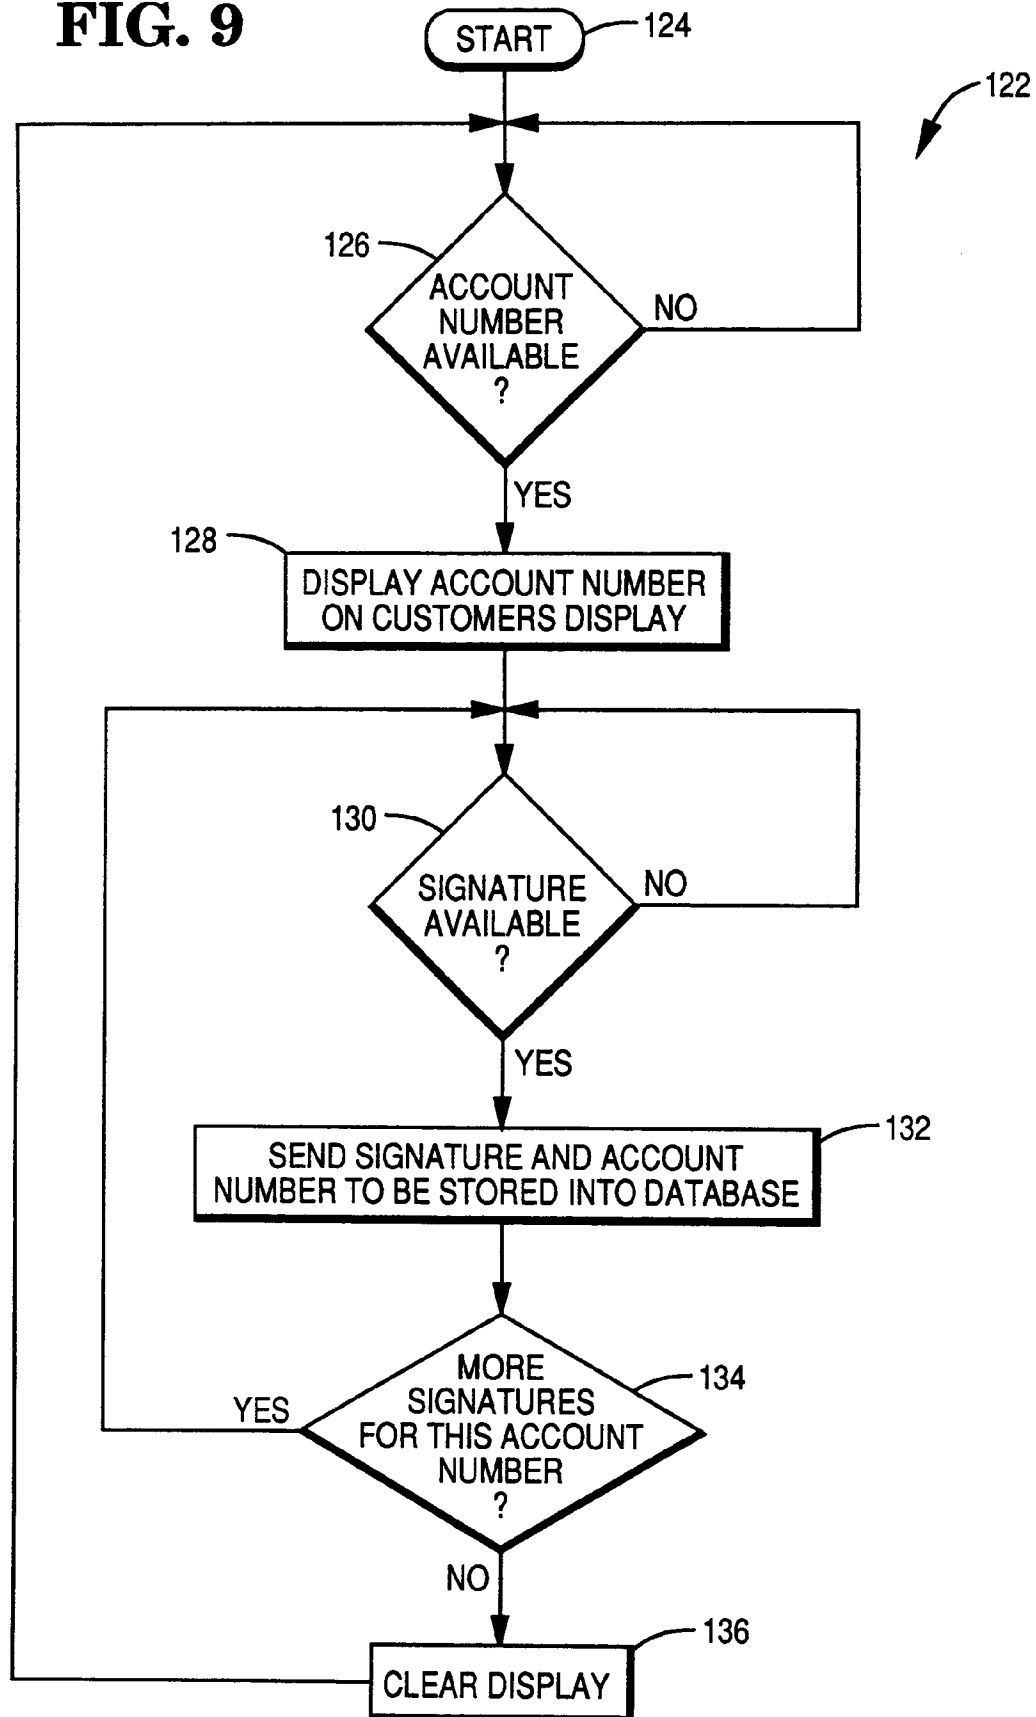 FIG. 9
START
124
122
126
ACCOUNT
NUMBER
AVAILABLE
?
NO
YES
128
DISPLAY ACCOUNT NUMBER
ON CUSTOMERS DISPLAY
130
SIGNATURE
AVAILABLE
?
NO
YES
132
SEND SIGNATURE AND ACCOUNT
NUMBER TO BE STORED INTO DATABASE
134
MORE
SIGNATURES
FOR THIS ACCOUNT
NUMBER
?
YES
NO
136
CLEAR DISPLAY